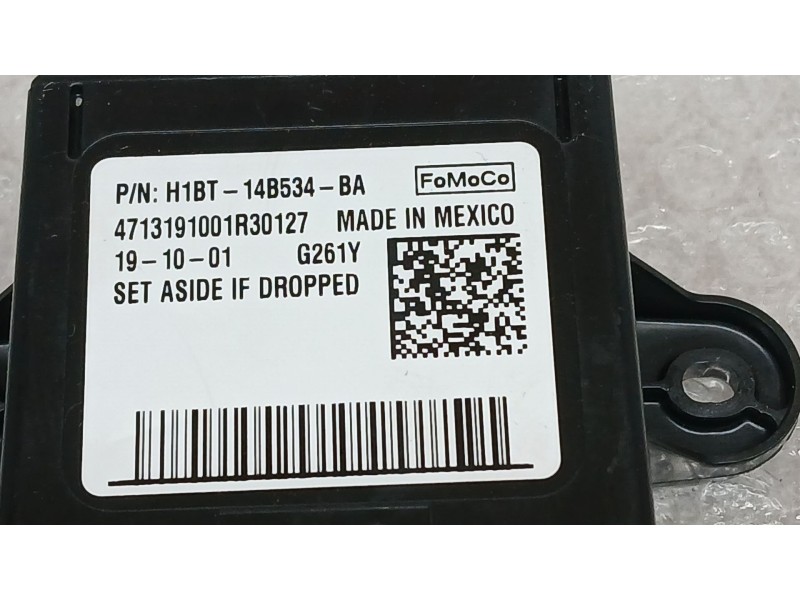 P/N: H1BT-14B534-BA FoMoCo
4713191001R30127 MADE IN MEXICO
19-10-01 G261Y
SET ASIDE IF DROPPED